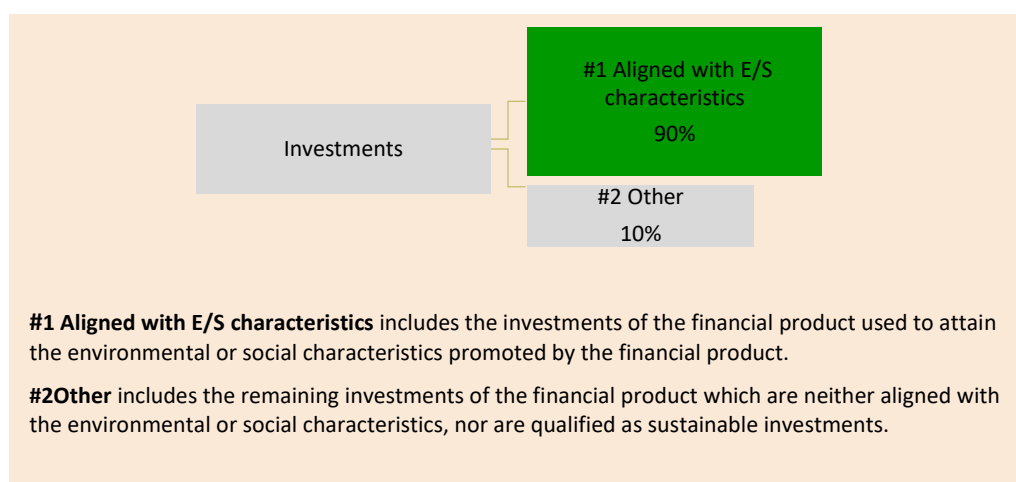 #1 Aligned with E/S
characteristics
90%
Investments
#2 Other
10%
#1 Aligned with E/S characteristics includes the investments of the financial product used to attain
the environmental or social characteristics promoted by the financial product.
#2Other includes the remaining investments of the financial product which are neither aligned with
the environmental or social characteristics, nor are qualified as sustainable investments.